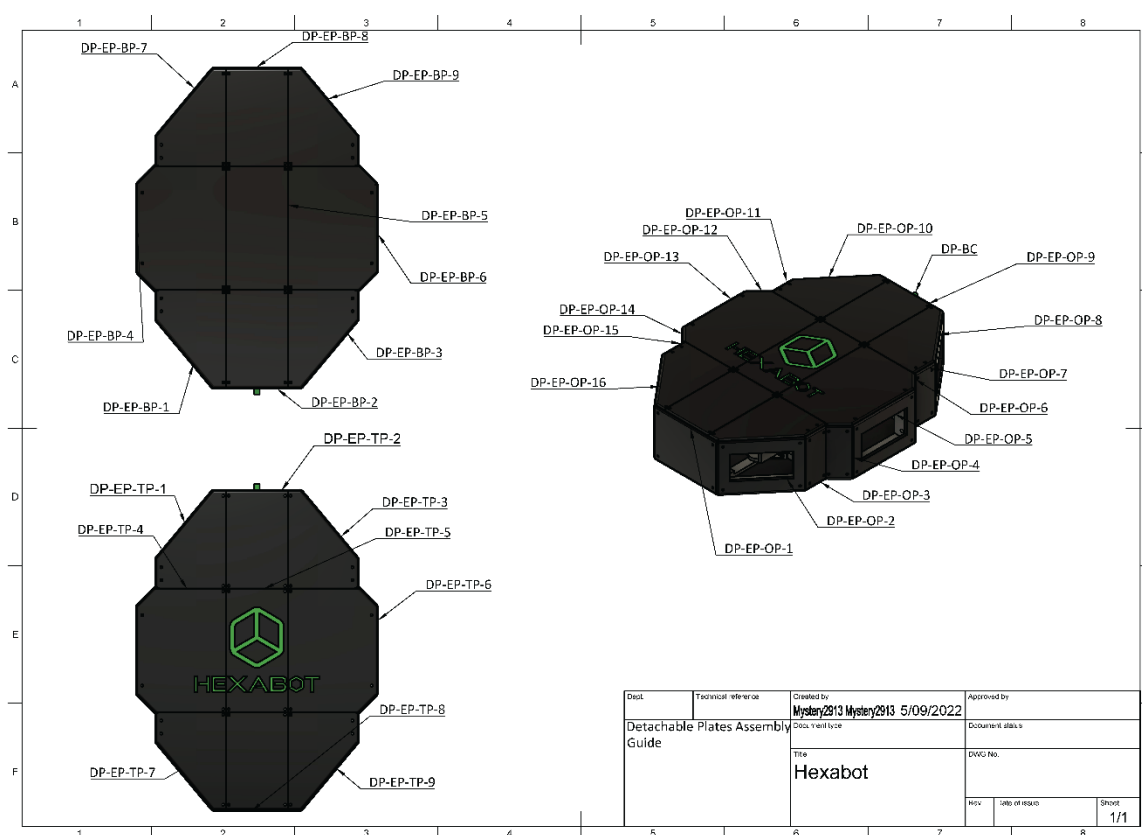 1 2 3 4 5 6 7 8
A
B
C
D
E
F
DP-EP-BP-7
DP-EP-BP-8
DP-EP-BP-9
DP-EP-BP-5
DP-EP-BP-6
DP-EP-BP-4
DP-EP-BP-3
DP-EP-BP-1
DP-EP-BP-2
DP-EP-TP-2
DP-EP-TP-1
DP-EP-TP-3
DP-EP-TP-4
DP-EP-TP-5
DP-EP-TP-6
HEXABOT
DP-EP-TP-8
DP-EP-TP-7
DP-EP-TP-9
DP-EP-OP-11
DP-EP-OP-12
DP-EP-OP-10
DP-EP-OP-13
DP-BC
DP-EP-OP-9
DP-EP-OP-14
DP-EP-OP-8
DP-EP-OP-15
DP-EP-OP-7
DP-EP-OP-16
DP-EP-OP-6
HEXABOT
DP-EP-OP-5
DP-EP-OP-4
DP-EP-OP-3
DP-EP-OP-2
DP-EP-OP-1
Dept.
Technical reference
Created by
Mystery2913 Mystery2913 5/09/2022
Approved by
Detachable Plates Assembly
Guide
Document type
Document status
Title
Hexabot
DWG No.
Rev
Date of issue
Sheet
1/1
1 2 3 4 5 6 7 8